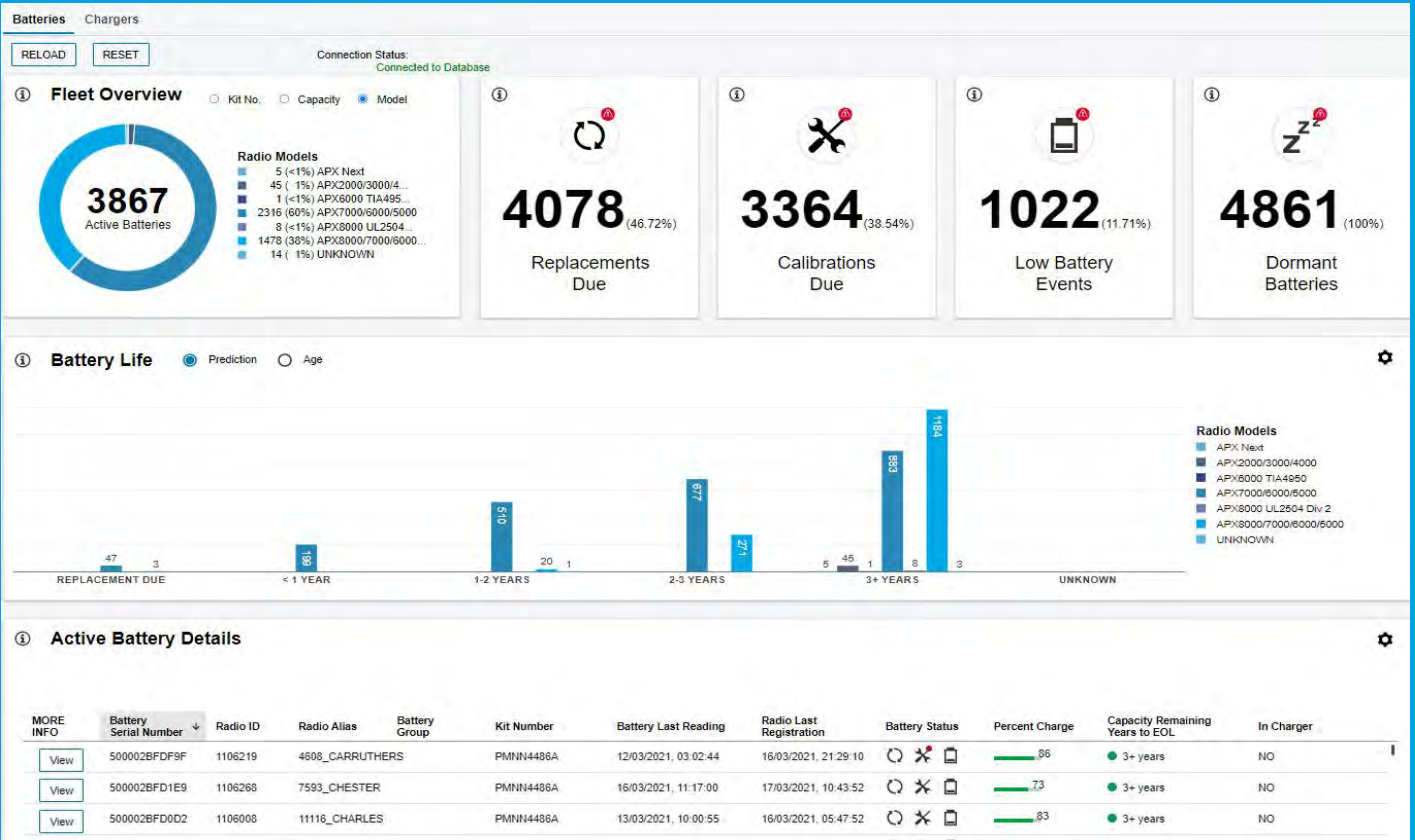 Batteries Chargers
RELOAD RESET Connection Status:
Connected to Database
Fleet Overview Kit No. Capacity Model
Radio Models
5 (<1%) APX Next
45 ( 1%) APX2000/3000/4...
1 (<1%) APX6000 TIA495...
2316 (60%) APX7000/6000/5000
8 (<1%) APX8000 UL2504...
1478 (38%) APX8000/7000/6000...
14 ( 1%) UNKNOWN
3867
Active Batteries
4078 (46.72%)
Replacements
Due
3364 (38.54%)
Calibrations
Due
1022 (11.71%)
Low Battery
Events
4861 (100%)
Dormant
Batteries
Battery Life Prediction Age
47 3
199
510 20 1
677 271
5 45 1 883 8 1184 3
REPLACEMENT DUE < 1 YEAR 1-2 YEARS 2-3 YEARS 3+ YEARS UNKNOWN
Radio Models
APX Next
APX2000/3000/4000
APX6000 TIA4950
APX7000/6000/5000
APX8000 UL2504 Div 2
APX8000/7000/6000/5000
UNKNOWN
Active Battery Details
MORE INFO Battery Serial Number Radio ID Radio Alias Battery Group Kit Number Battery Last Reading Radio Last Registration Battery Status Percent Charge Capacity Remaining Years to EOL In Charger
View 500002BFDF9F 1106219 4608_CARRUTHERS PMNN4486A 12/03/2021, 03:02:44 16/03/2021, 21:29:10 86 3+ years NO
View 500002BFD1E9 1106268 7593_CHESTER PMNN4486A 16/03/2021, 11:17:00 17/03/2021, 10:43:52 73 3+ years NO
View 500002BFD0D2 1106008 11116_CHARLES PMNN4486A 13/03/2021, 10:00:55 16/03/2021, 05:47:52 83 3+ years NO